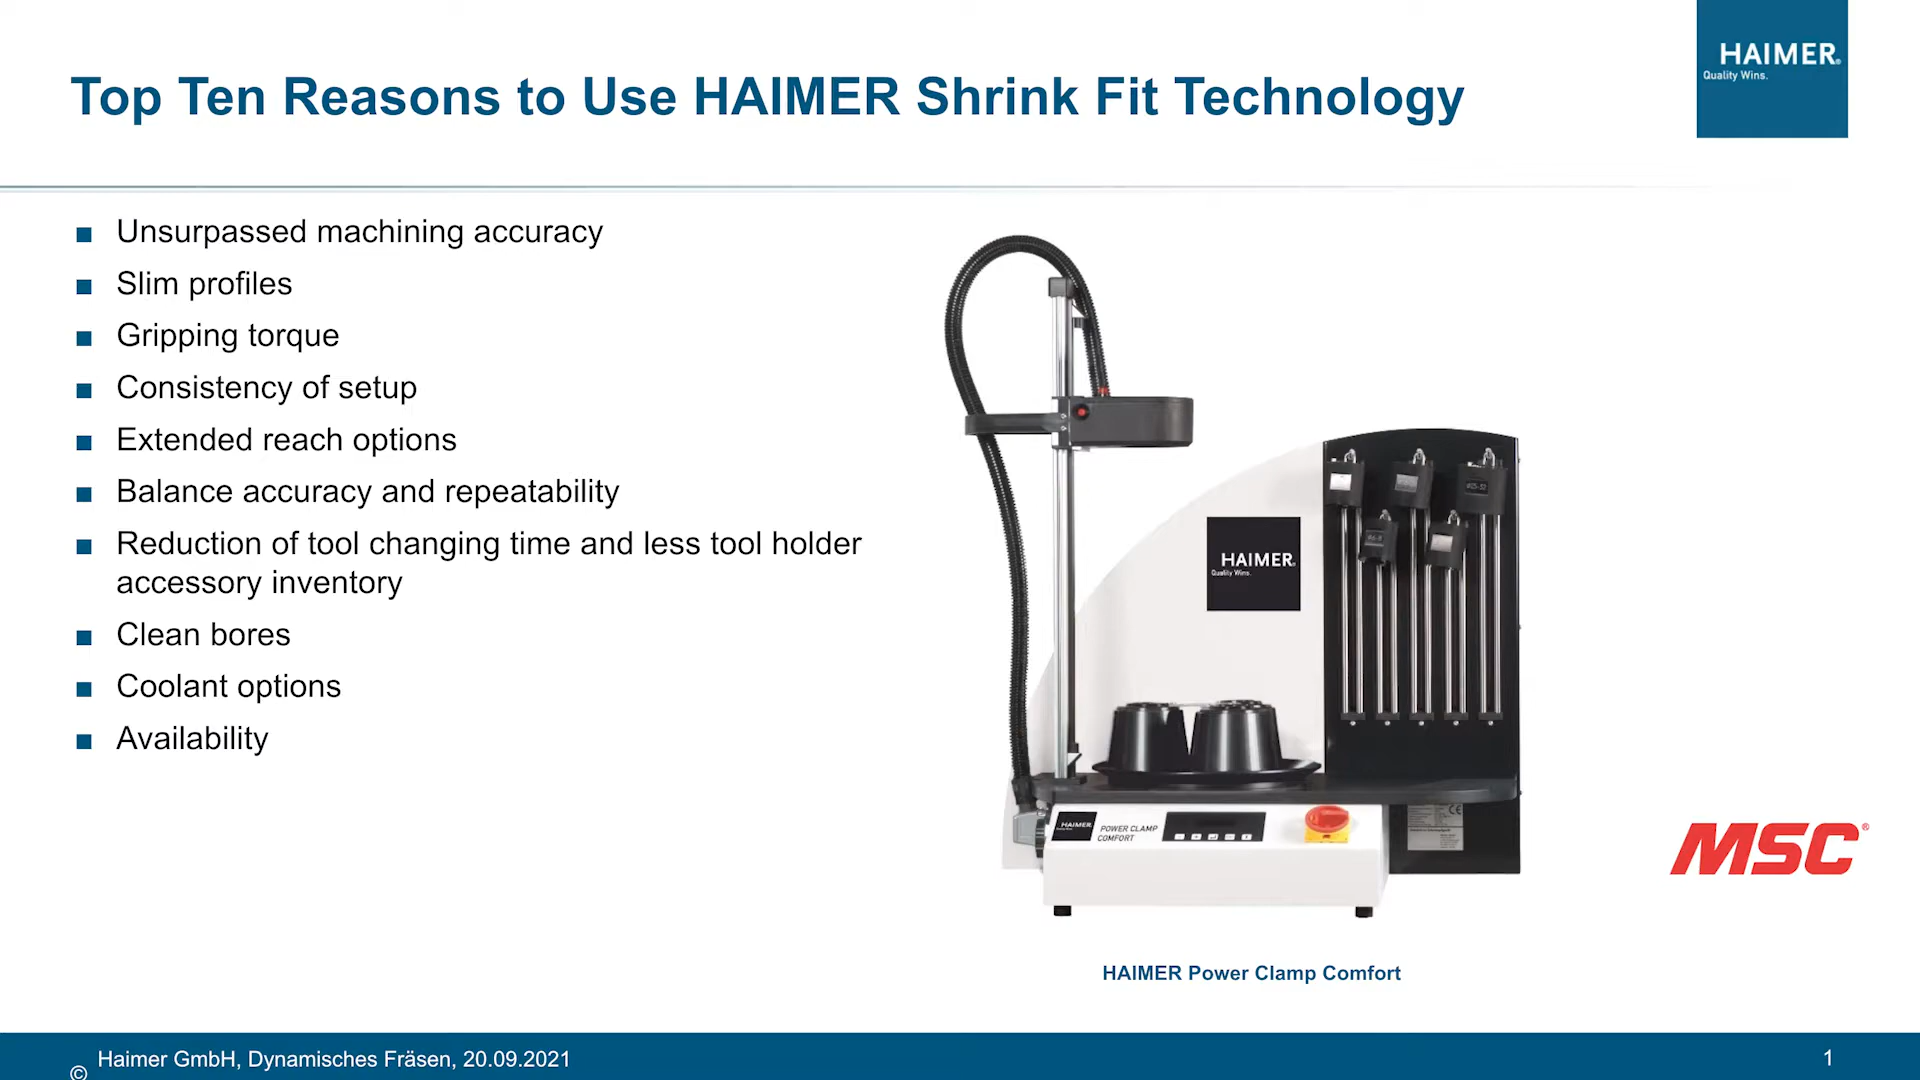 HAIMER®
Quality Wins.
Top Ten Reasons to Use HAIMER Shrink Fit Technology
■ Unsurpassed machining accuracy
■ Slim profiles
■ Gripping torque
■ Consistency of setup
■ Extended reach options
■ Balance accuracy and repeatability
■ Reduction of tool changing time and less tool holder
accessory inventory
■ Clean bores
■ Coolant options
■ Availability
HAIMER®
Quality Wins.
HAIMER
POWER CLAMP
COMFORT
CE
MSC®
HAIMER Power Clamp Comfort
© Haimer GmbH, Dynamisches Fräsen, 20.09.2021
1